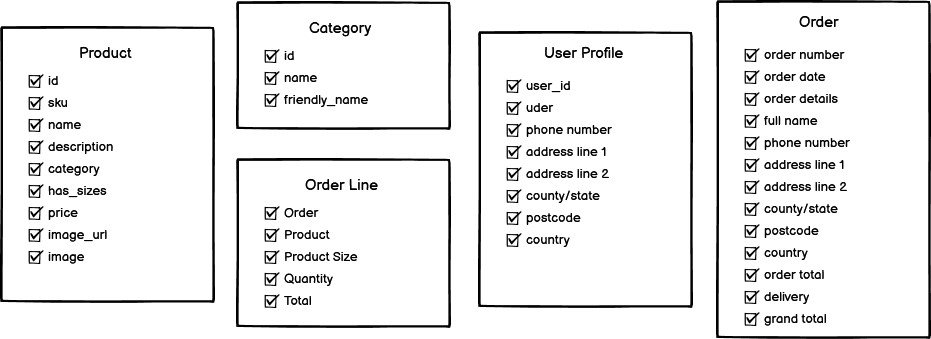 Product
id
sku
name
description
category
has_sizes
price
image_url
image
Category
id
name
friendly_name
Order Line
Order
Product
Product Size
Quantity
Total
User Profile
user_id
uder
phone number
address line 1
address line 2
county/state
postcode
country
Order
order number
order date
order details
full name
phone number
address line 1
address line 2
county/state
postcode
country
order total
delivery
grand total